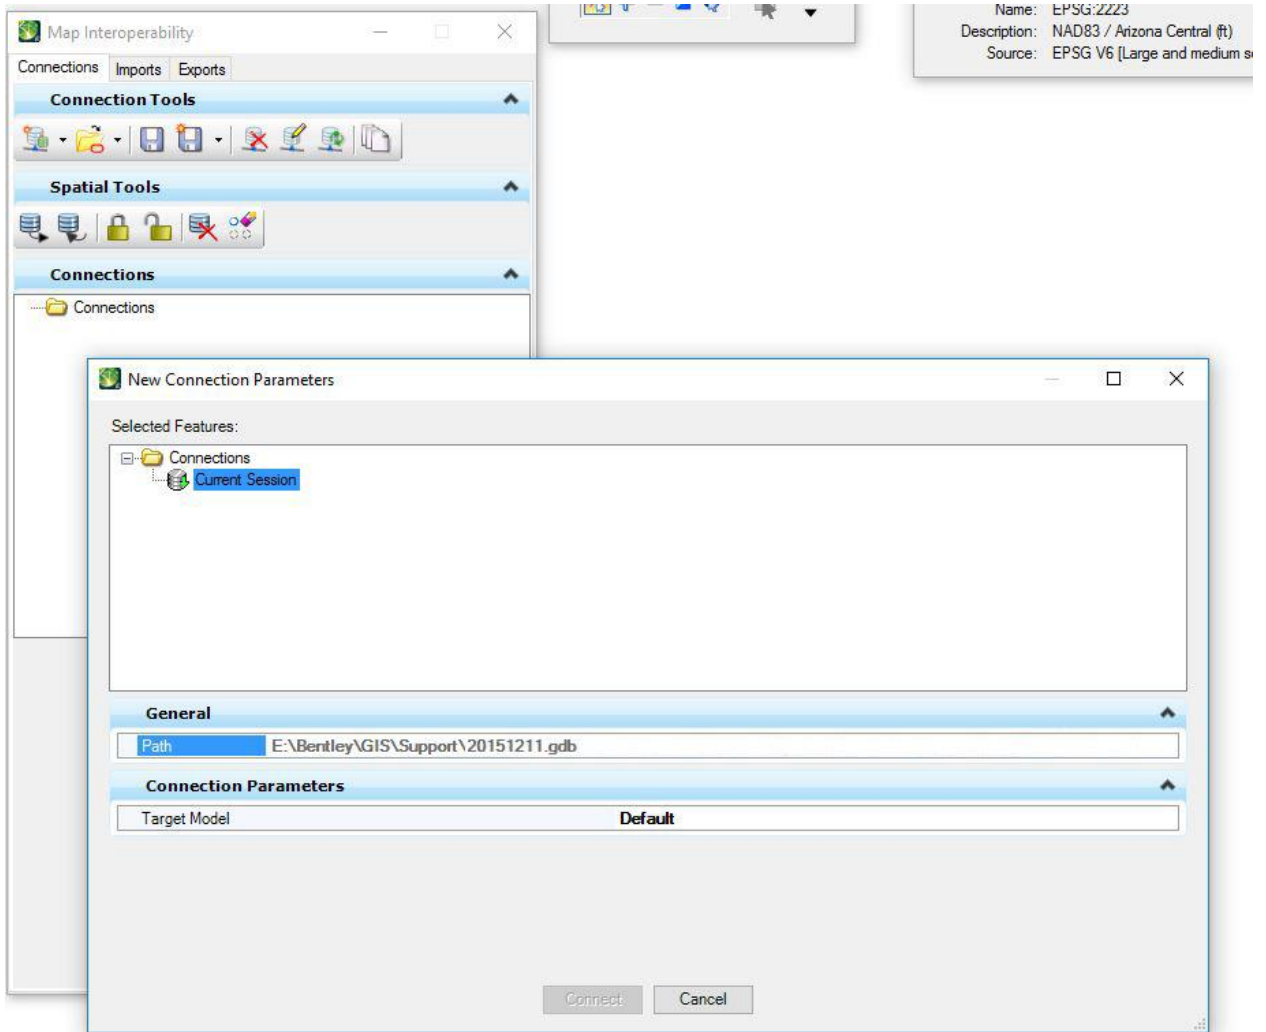 Map Interoperability
Connections Imports Exports
Connection Tools
Spatial Tools
Connections
Connections
Name: EPSG:2223
Description: NAD83 / Arizona Central (ft)
Source: EPSG V6 [Large and medium s
New Connection Parameters
Selected Features:
Connections
Current Session
General
Path E:\Bentley\GIS\Support\20151211.gdb
Connection Parameters
Target Model Default
Connect Cancel